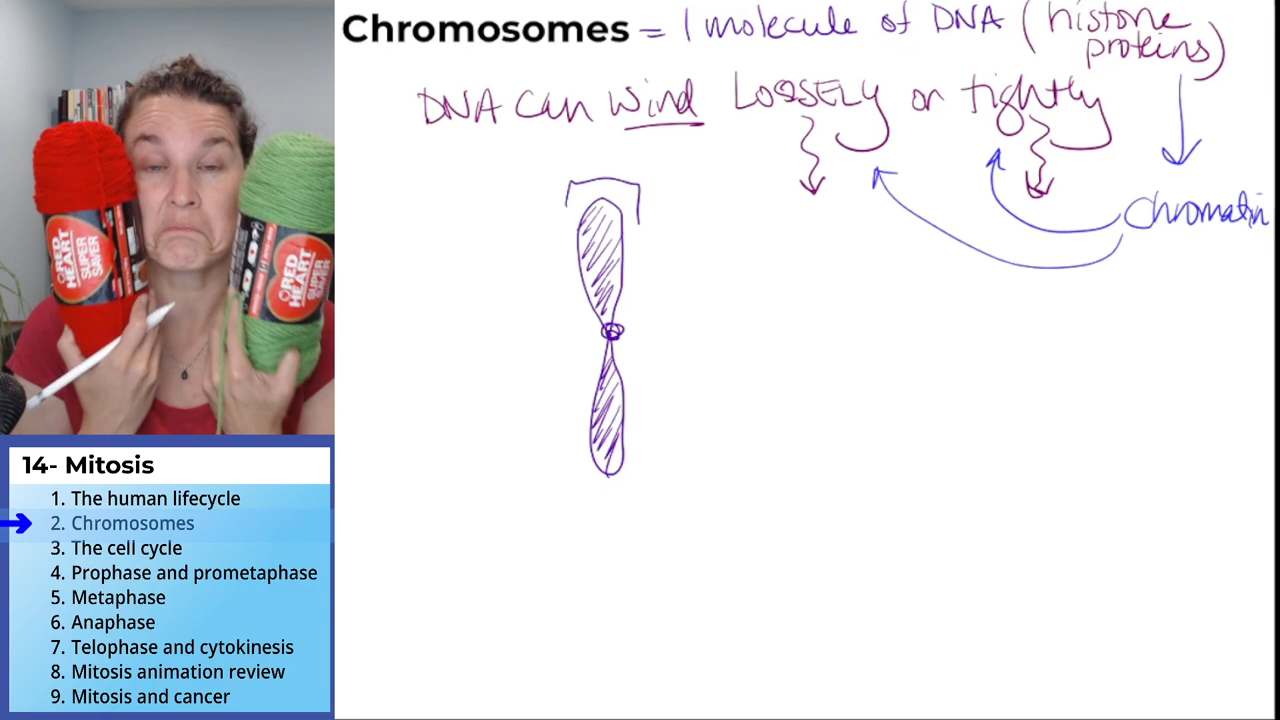 Chromosomes = 1 molecule of DNA (histone
proteins)
DNA can wind LOOSELY or tightly
chromatin
RED
HEART
SUPER
SAVER
RED
HEART
SUPER
SAVER
14- Mitosis
1. The human lifecycle
2. Chromosomes
3. The cell cycle
4. Prophase and prometaphase
5. Metaphase
6. Anaphase
7. Telophase and cytokinesis
8. Mitosis animation review
9. Mitosis and cancer